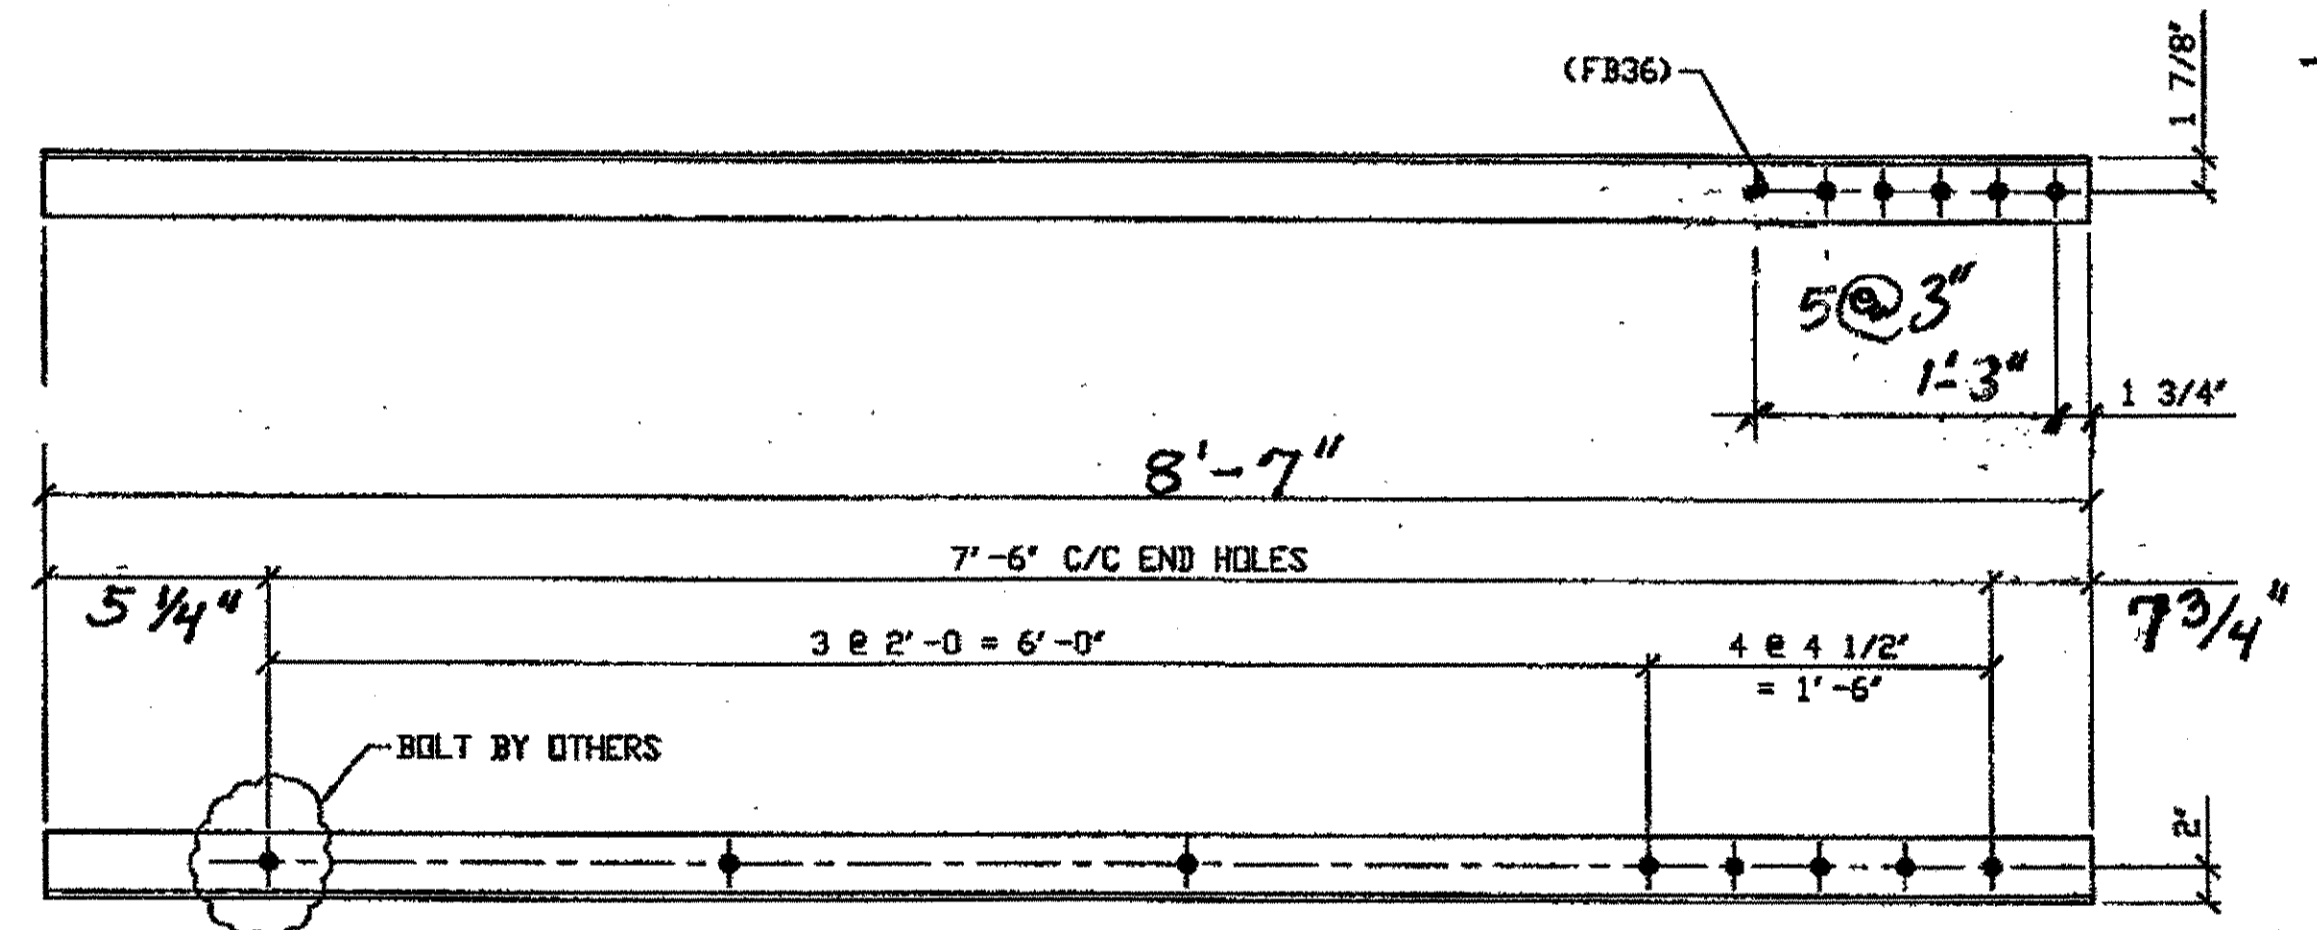 (FB36)
1 7/8"
5 @ 3"
1'-3"
1 3/4"
8'-7"
7'-6" C/C END HOLES
5 1/4"
7 3/4"
3 @ 2'-0 = 6'-0"
4 @ 4 1/2"
= 1'-6"
BOLT BY OTHERS
2"